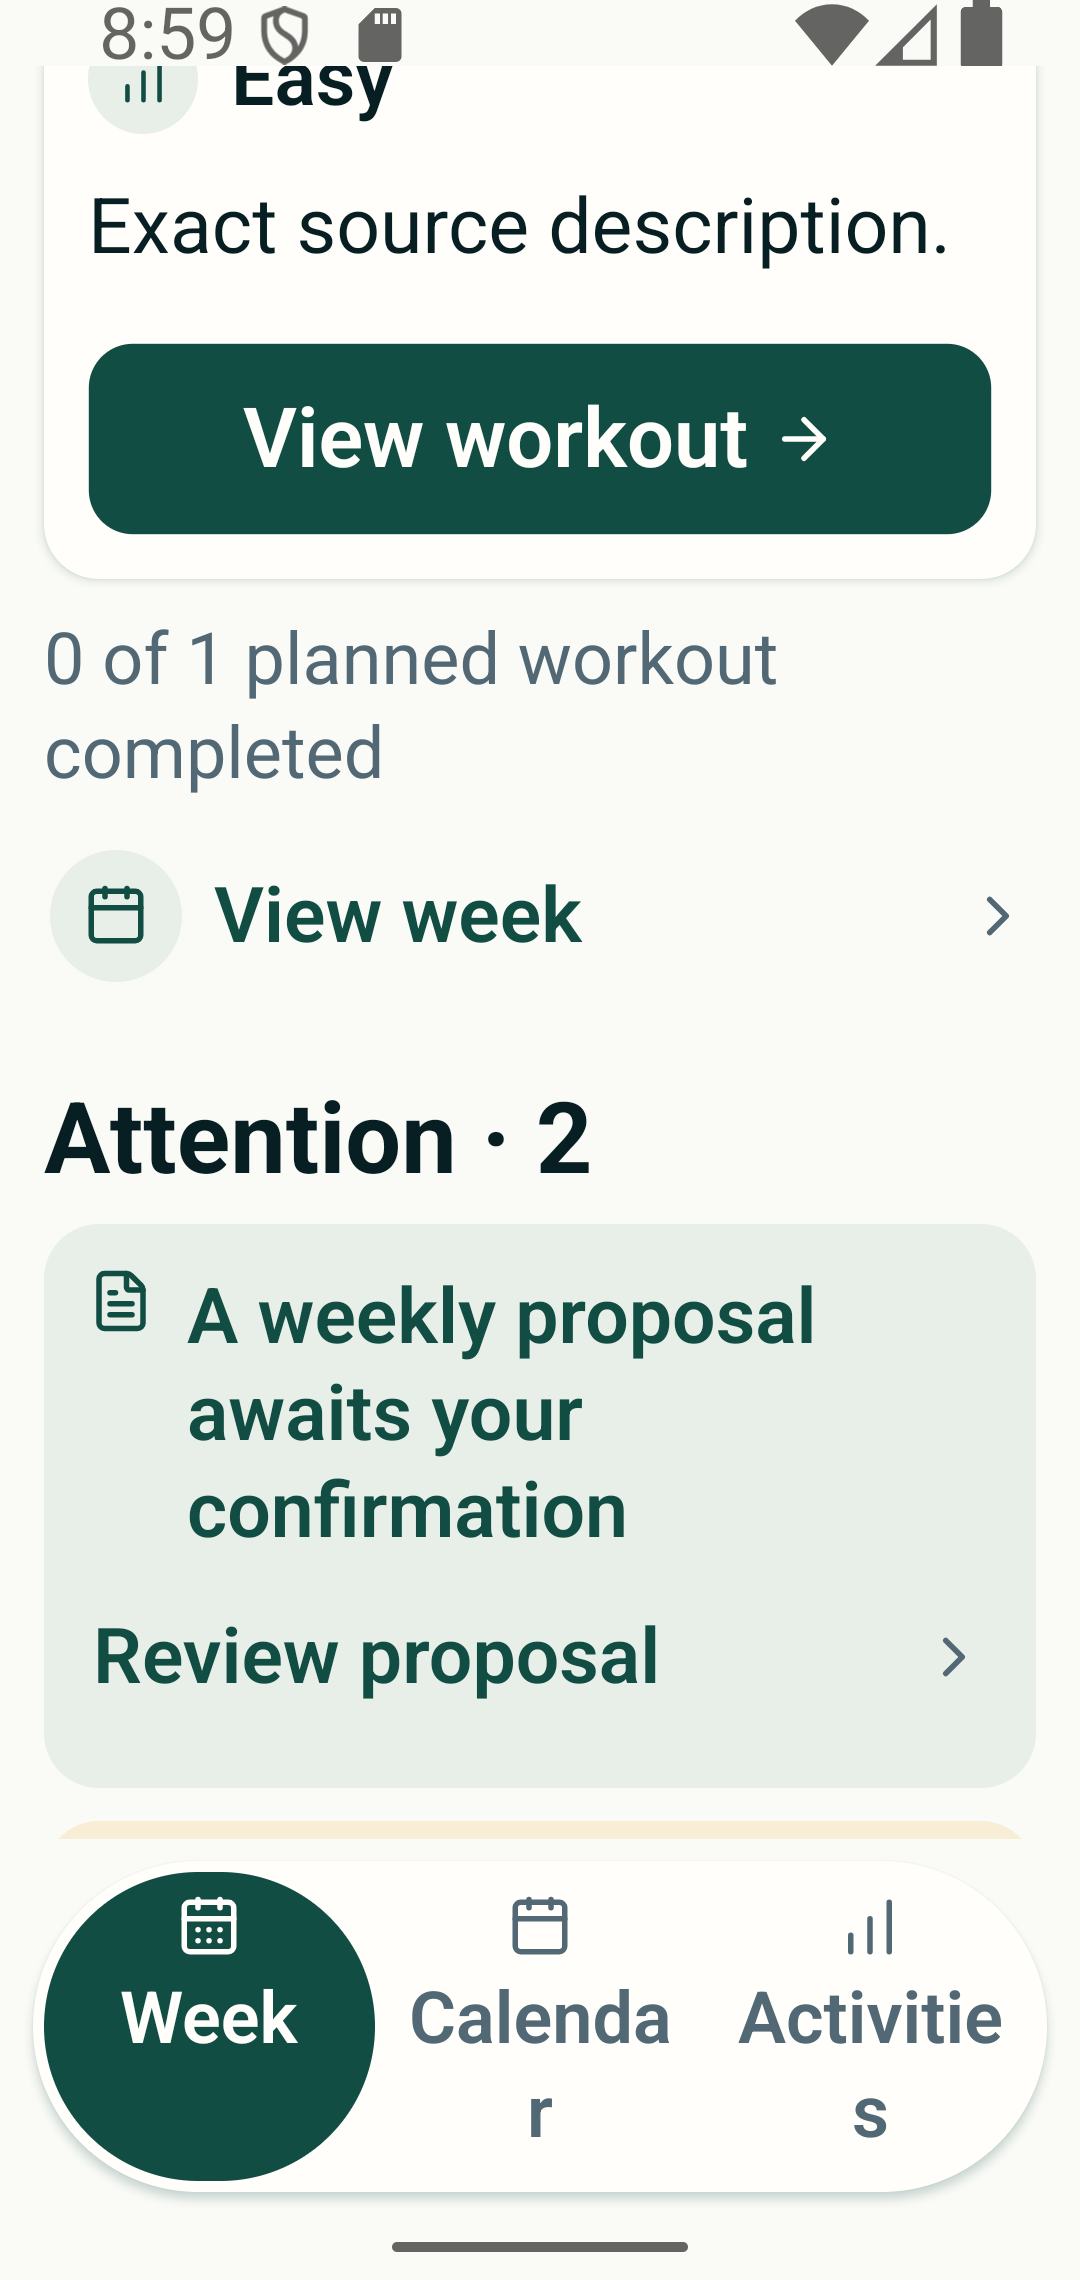 8:59
Easy
Exact source description.
View workout
0 of 1 planned workout
completed
View week
Attention · 2
A weekly proposal
awaits your
confirmation
Review proposal
Week
Calenda
r
Activitie
s